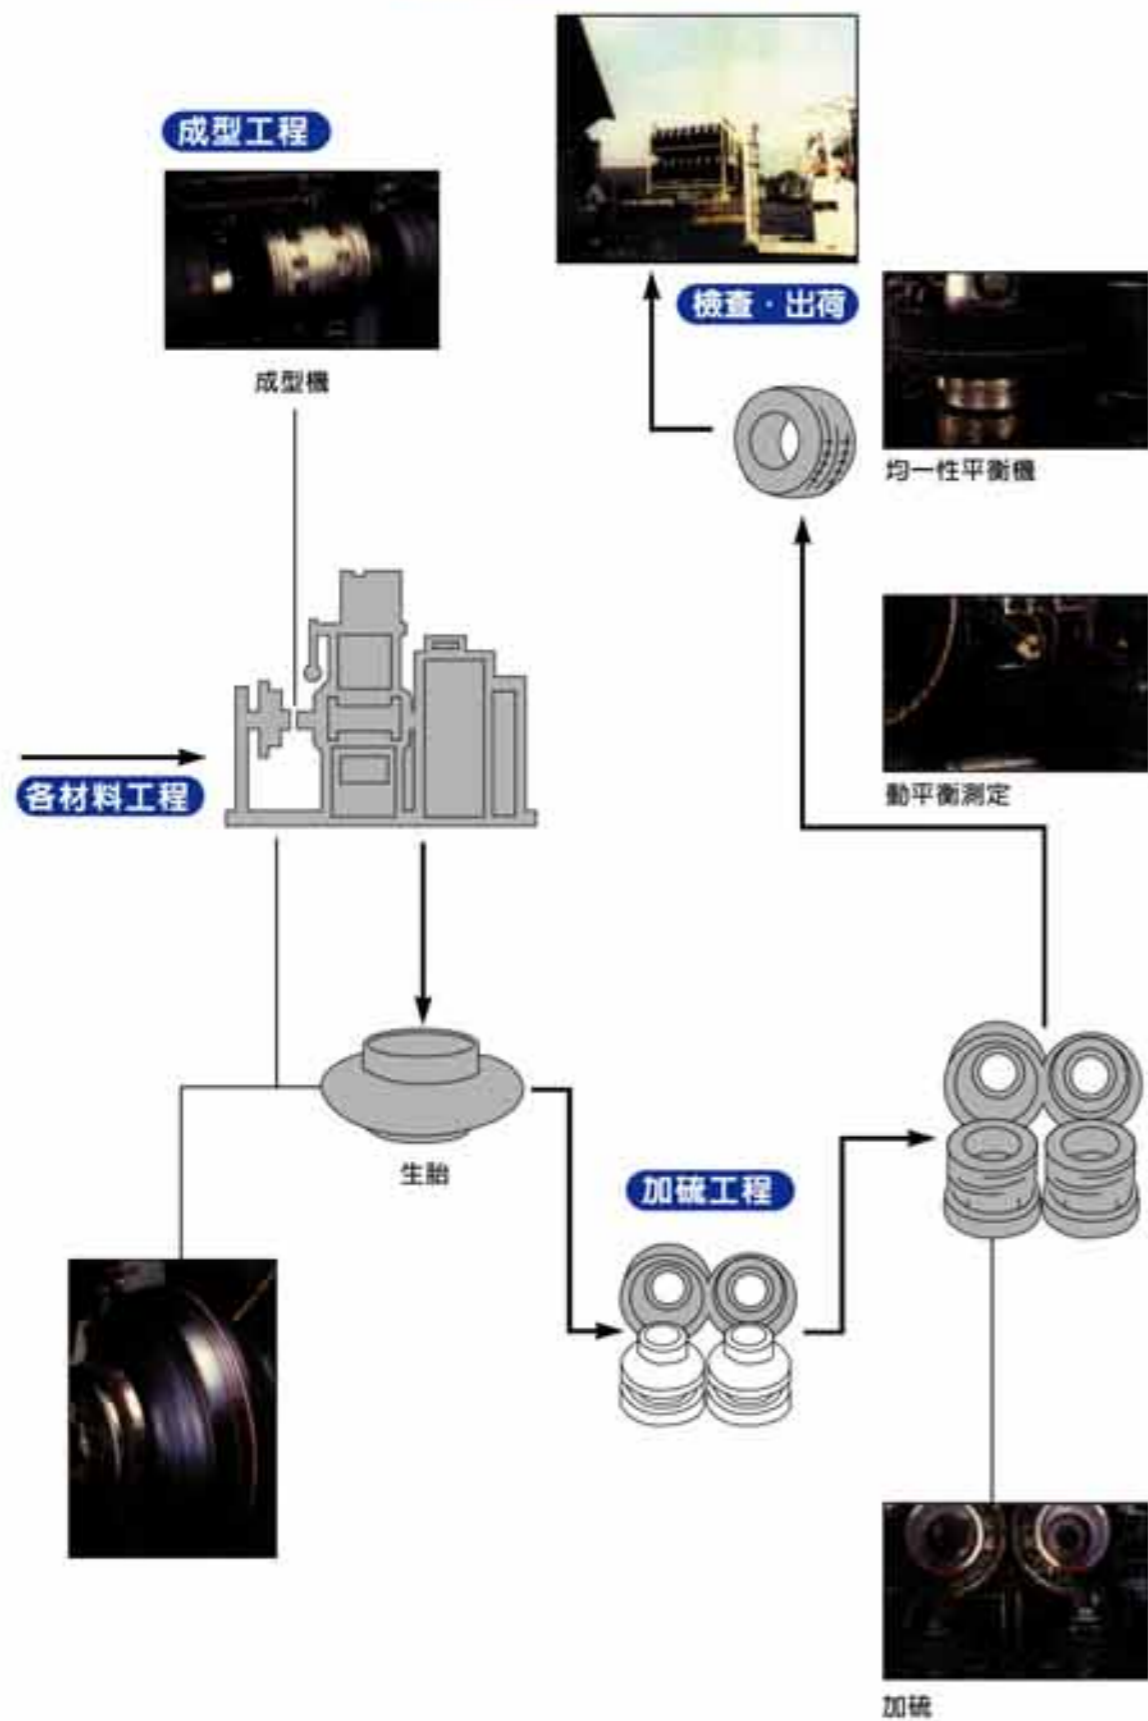 成型工程
成型機
檢查・出荷
均一性平衡機
動平衡測定
各材料工程
生胎
加硫工程
加硫